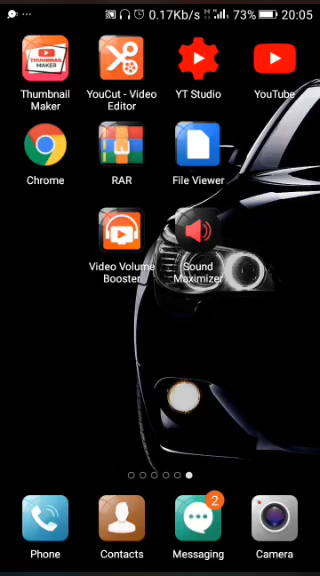 0.17Kb/s 73% 20:05
THUMBNAIL
MAKER
Thumbnail
Maker
YouCut - Video
Editor
YT Studio
YouTube
Chrome
RAR
File Viewer
Video Volume
Booster
Sound
Maximizer
2
Phone
Contacts
Messaging
Camera